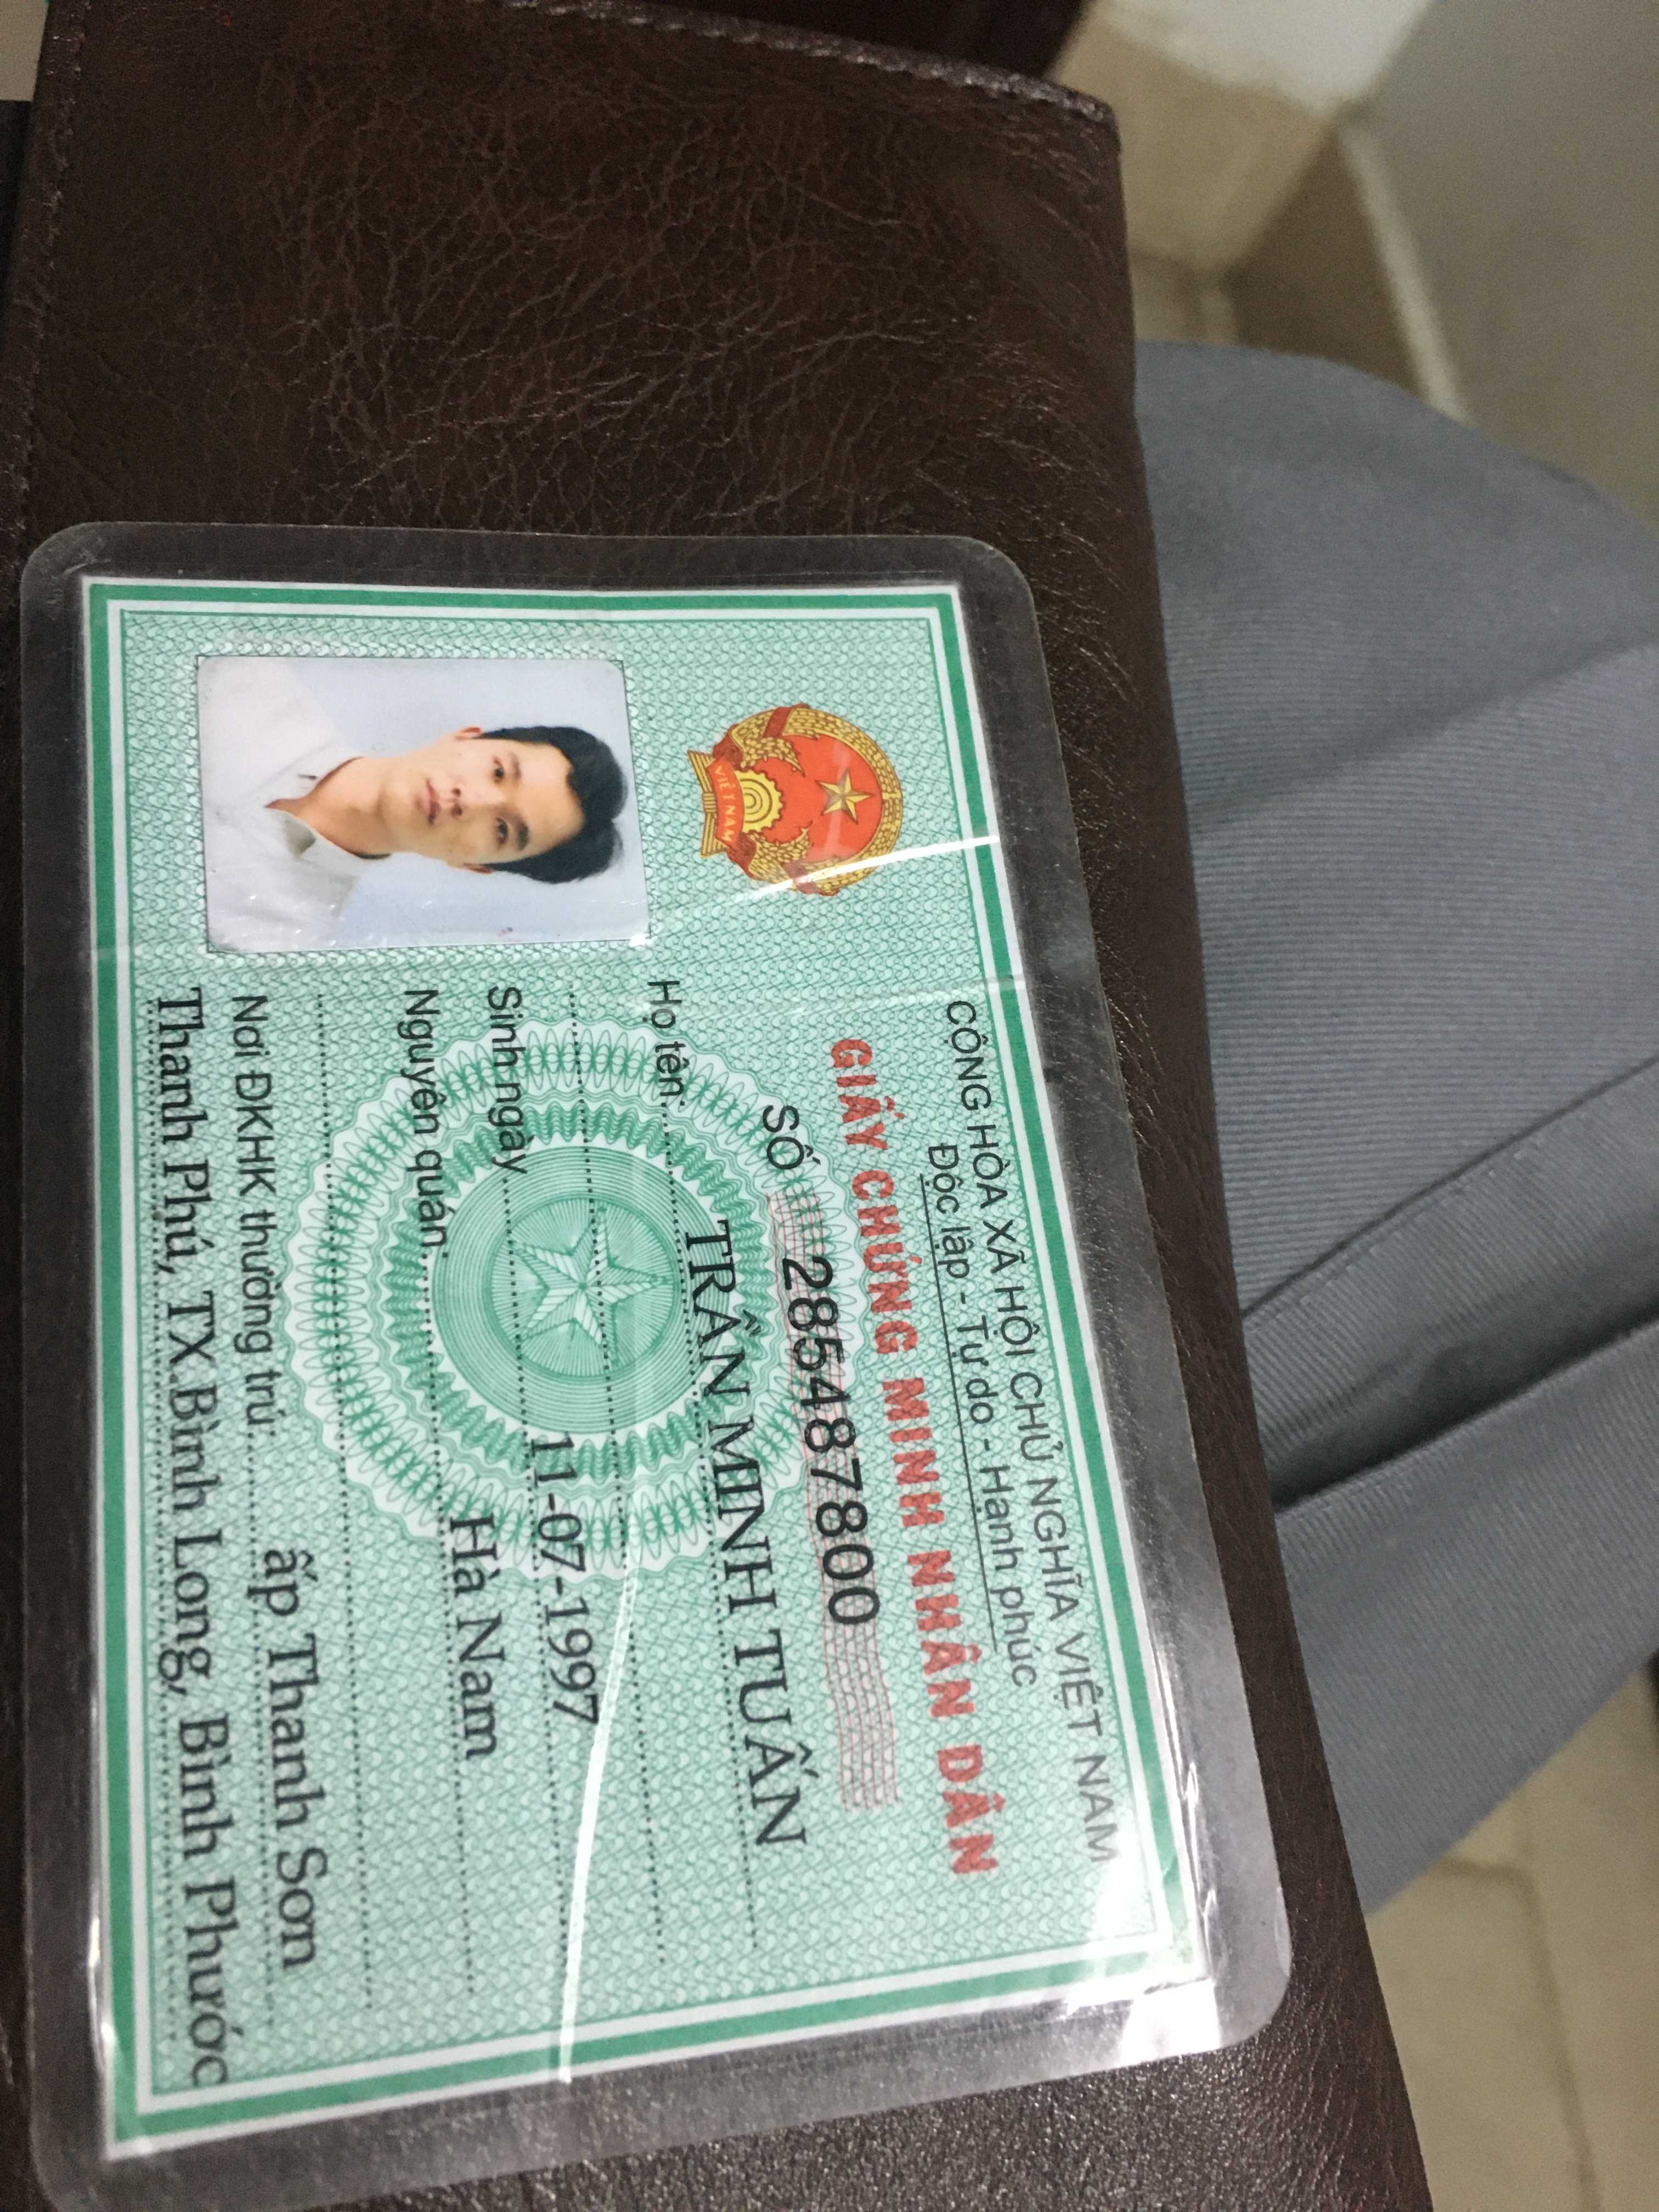 CỘNG HÒA XÃ HỘI CHỦ NGHĨA VIỆT NAM
Độc lập - Tự do - Hạnh phúc
GIẤY CHỨNG MINH NHÂN DÂN
SỐ 285487800
Họ tên: TRẦN MINH TUẤN
Sinh ngày 11-07-1997
Nguyên quán: Hà Nam
Nơi ĐKHK thường trú: ấp Thanh Sơn
Thanh Phú, TX.Bình Long, Bình Phước
VIỆT NAM